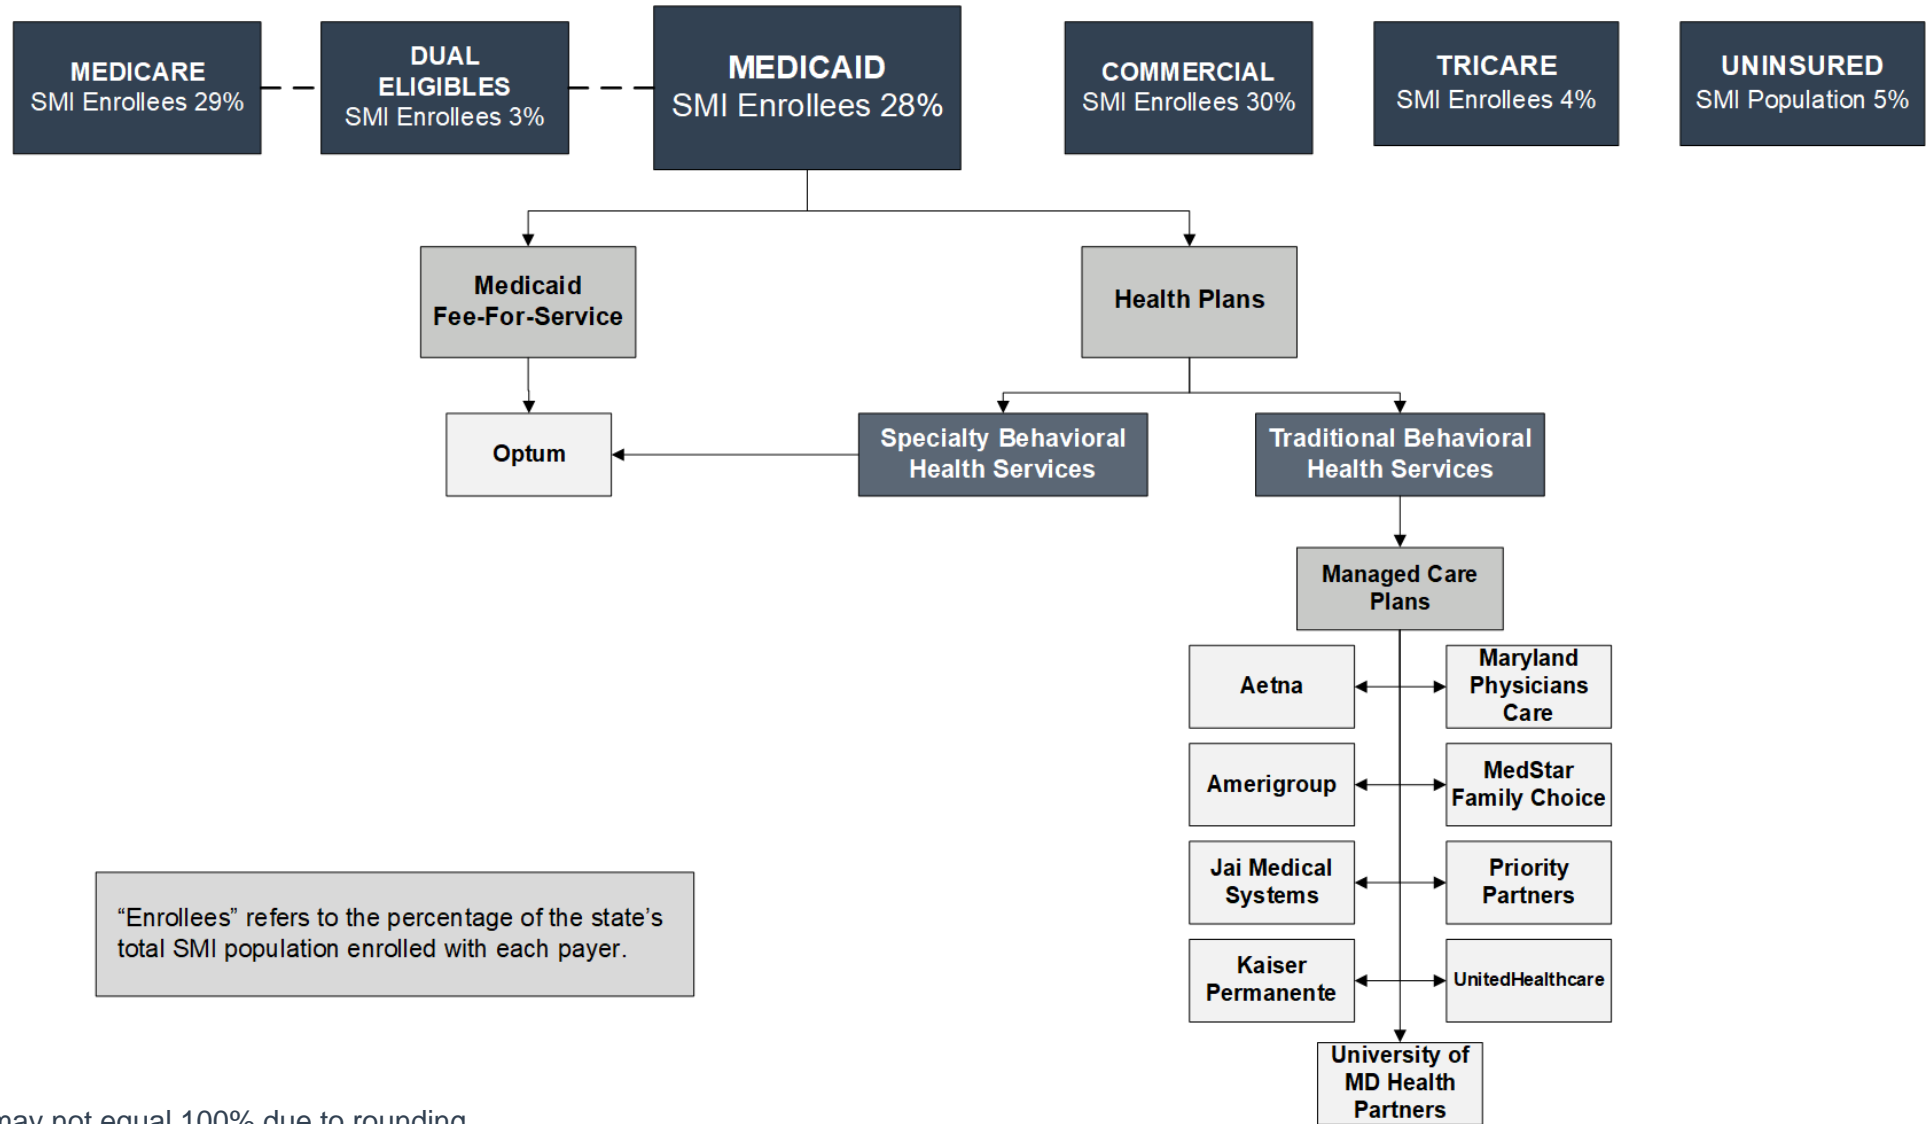 MEDICARE
SMI Enrollees 29%
DUAL
ELIGIBLES
SMI Enrollees 3%
MEDICAID
SMI Enrollees 28%
COMMERCIAL
SMI Enrollees 30%
TRICARE
SMI Enrollees 4%
UNINSURED
SMI Population 5%
Medicaid
Fee-For-Service
Health Plans
Optum
Specialty Behavioral
Health Services
Traditional Behavioral
Health Services
Managed Care
Plans
Aetna
Maryland
Physicians
Care
Amerigroup
MedStar
Family Choice
Jai Medical
Systems
Priority
Partners
Kaiser
Permanente
UnitedHealthcare
University of
MD Health
Partners
“Enrollees” refers to the percentage of the state’s
total SMI population enrolled with each payer.
may not equal 100% due to rounding